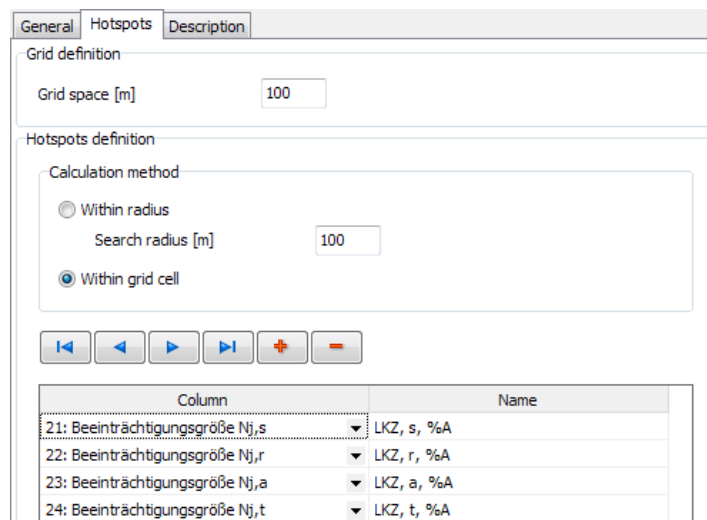 General Hotspots Description
Grid definition
Grid space [m] 100
Hotspots definition
Calculation method
Within radius
Search radius [m] 100
Within grid cell
Column Name
21: Beeinträchtigungsgröße Nj,s LKZ, s, %A
22: Beeinträchtigungsgröße Nj,r LKZ, r, %A
23: Beeinträchtigungsgröße Nj,a LKZ, a, %A
24: Beeinträchtigungsgröße Nj,t LKZ, t, %A